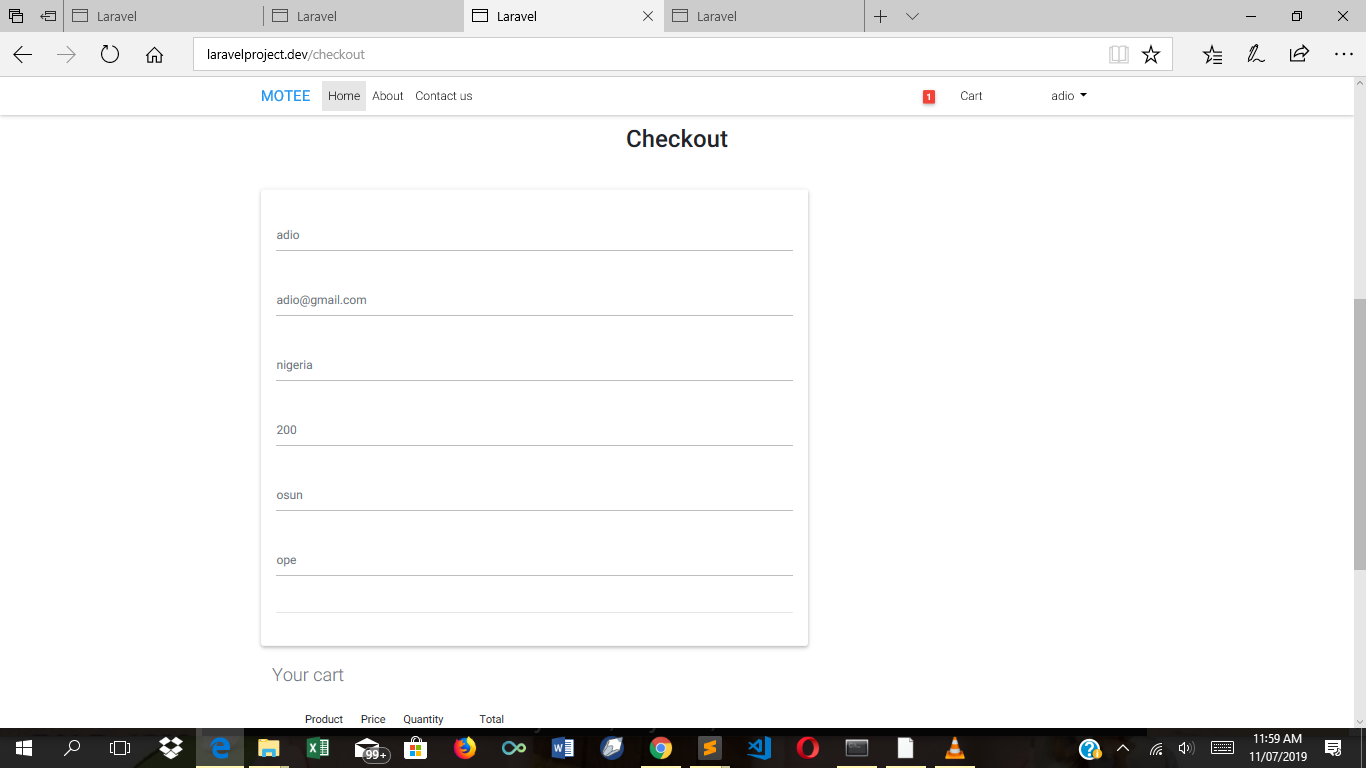 Laravel Laravel Laravel Laravel
laravelproject.dev/checkout
MOTEE Home About Contact us 1 Cart adio
Checkout
adio
adio@gmail.com
nigeria
200
osun
ope
Your cart
Product Price Quantity Total
99+
11:59 AM
11/07/2019